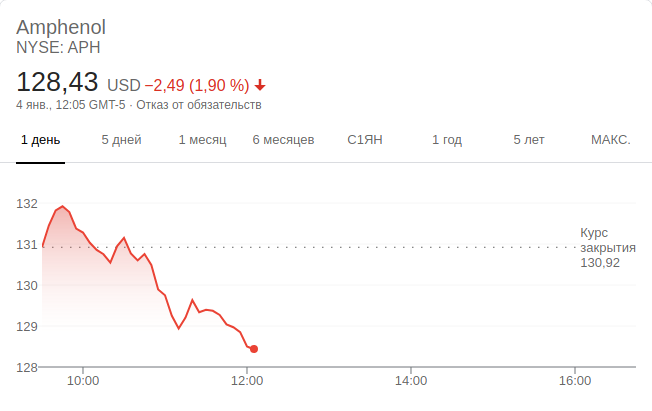 Amphenol
NYSE: APH
128,43 USD −2,49 (1,90 %)
4 янв., 12:05 GMT-5 · Отказ от обязательств
1 день 5 дней 1 месяц 6 месяцев С1ЯН 1 год 5 лет МАКС.
132
131
130
129
128
Курс
закрытия
130,92
10:00 12:00 14:00 16:00